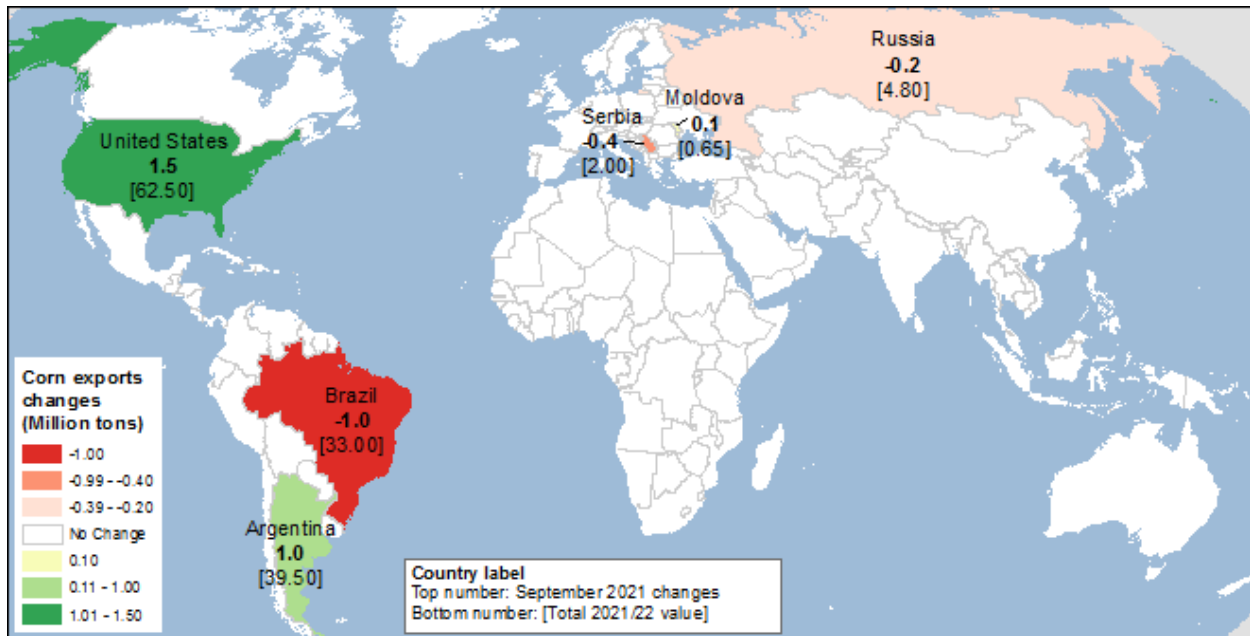 Russia
-0.2
[4.80]
Moldova
0.1
[0.65]
Serbia
-0.4
[2.00]
United States
1.5
[62.50]
Brazil
-1.0
[33.00]
Argentina
1.0
[39.50]
Corn exports
changes
(Million tons)
-1.00
-0.99 - -0.40
-0.39 - -0.20
No Change
0.10
0.11 - 1.00
1.01 - 1.50
Country label
Top number: September 2021 changes
Bottom number: [Total 2021/22 value]